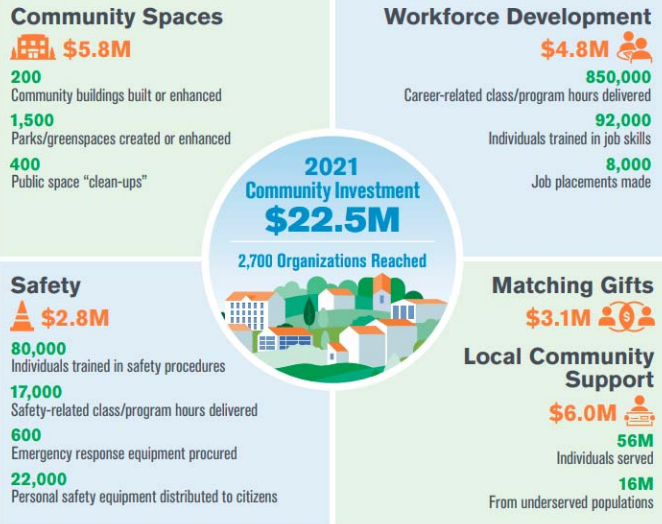 Community Spaces
$5.8M
200
Community buildings built or enhanced
1,500
Parks/greenspaces created or enhanced
400
Public space “clean-ups”
Workforce Development
$4.8M
850,000
Career-related class/program hours delivered
92,000
Individuals trained in job skills
8,000
Job placements made
2021
Community Investment
$22.5M
2,700 Organizations Reached
Safety
$2.8M
80,000
Individuals trained in safety procedures
17,000
Safety-related class/program hours delivered
600
Emergency response equipment procured
22,000
Personal safety equipment distributed to citizens
Matching Gifts
$3.1M
$
Local Community
Support
$6.0M
56M
Individuals served
16M
From underserved populations